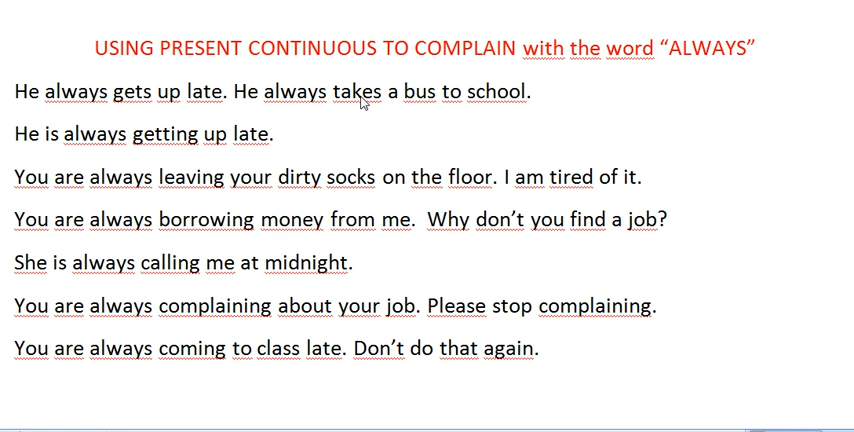 USING PRESENT CONTINUOUS TO COMPLAIN with the word “ALWAYS”
He always gets up late. He always takes a bus to school.
He is always getting up late.
You are always leaving your dirty socks on the floor. I am tired of it.
You are always borrowing money from me.  Why don’t you find a job?
She is always calling me at midnight.
You are always complaining about your job. Please stop complaining.
You are always coming to class late. Don’t do that again.